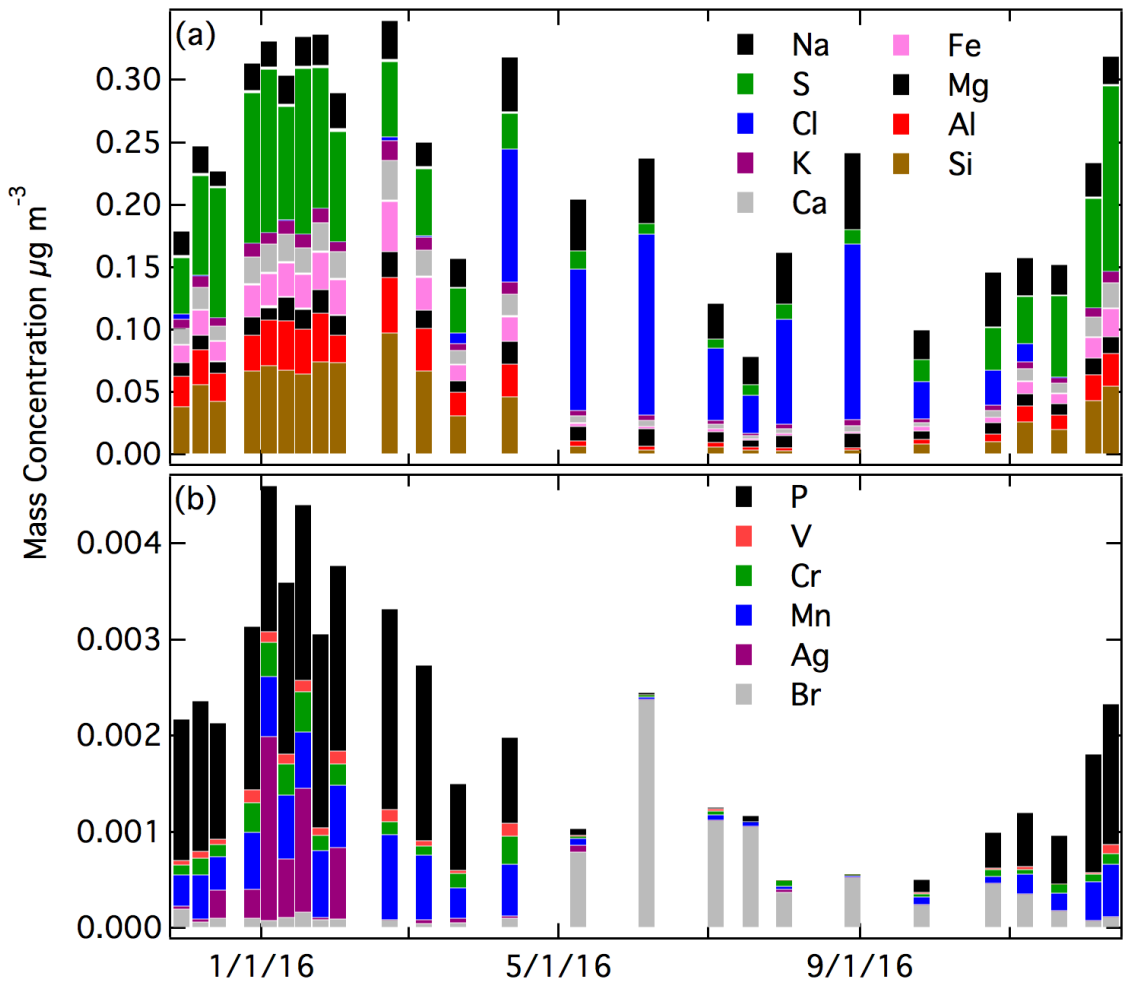 (a)
Na
Fe
S
Mg
Cl
Al
K
Si
Ca
0.30
0.25
0.20
0.15
0.10
0.05
0.00
Mass Concentration µg m-3
(b)
P
V
Cr
Mn
Ag
Br
0.004
0.003
0.002
0.001
0.000
1/1/16
5/1/16
9/1/16